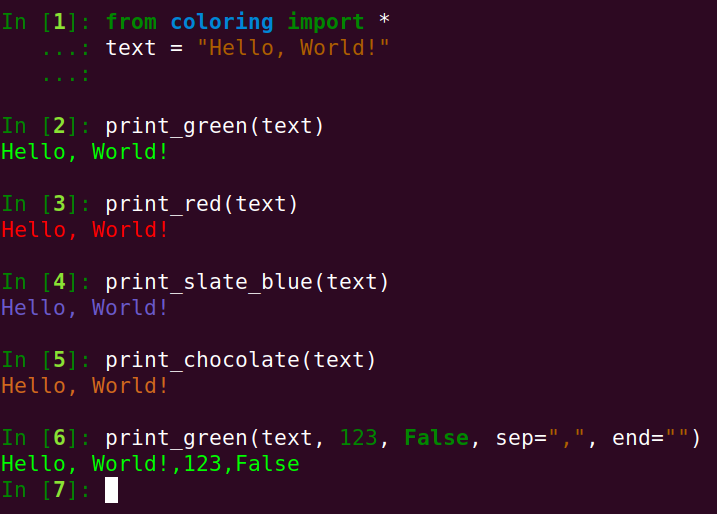 In [1]: from coloring import *
   ...: text = "Hello, World!"
   ...:
In [2]: print_green(text)
Hello, World!
In [3]: print_red(text)
Hello, World!
In [4]: print_slate_blue(text)
Hello, World!
In [5]: print_chocolate(text)
Hello, World!
In [6]: print_green(text, 123, False, sep=",", end="")
Hello, World!,123,False
In [7]: